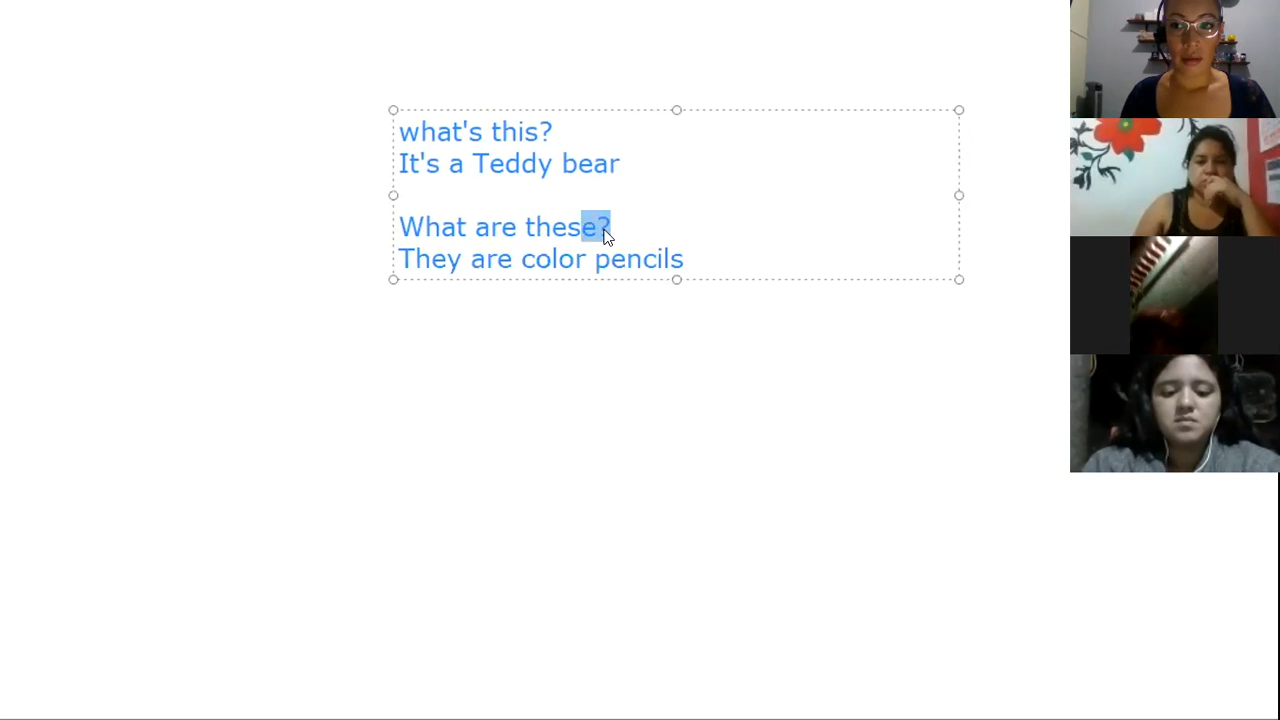 what's this?
It's a Teddy bear
What are these?
They are color pencils